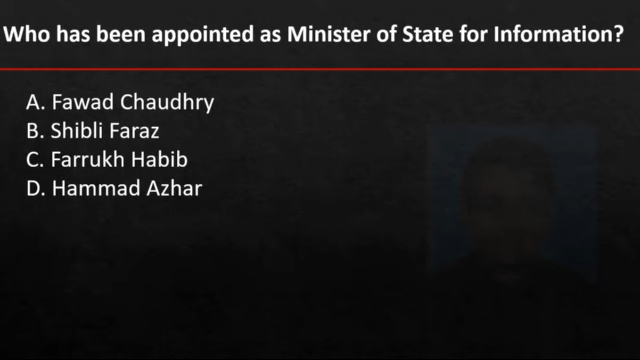 Who has been appointed as Minister of State for Information?
A. Fawad Chaudhry
B. Shibli Faraz
C. Farrukh Habib
D. Hammad Azhar